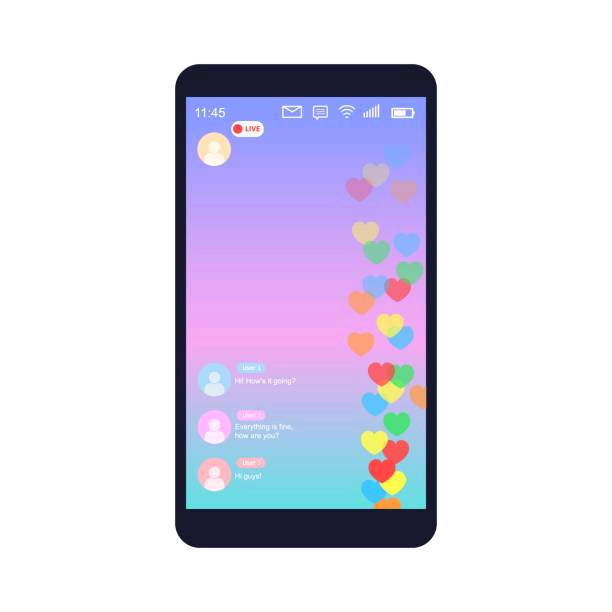 11:45
LIVE
User 1
Hi! How's it going?
User 2
Everything is fine,
how are you?
User ?
Hi guys!